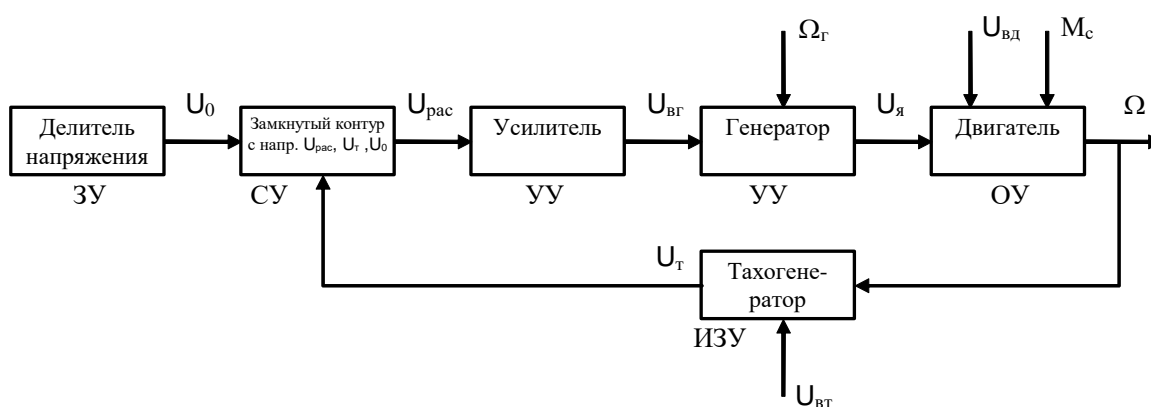 Ωг
Uвд
Mс
U0
Uрас
Uвг
Uя
Ω
Делитель
напряжения
Замкнутый контур
с напр. Uрас, Uт ,U0
Усилитель
Генератор
Двигатель
ЗУ
СУ
УУ
УУ
ОУ
Uт
Тахогене-
ратор
ИЗУ
Uвт